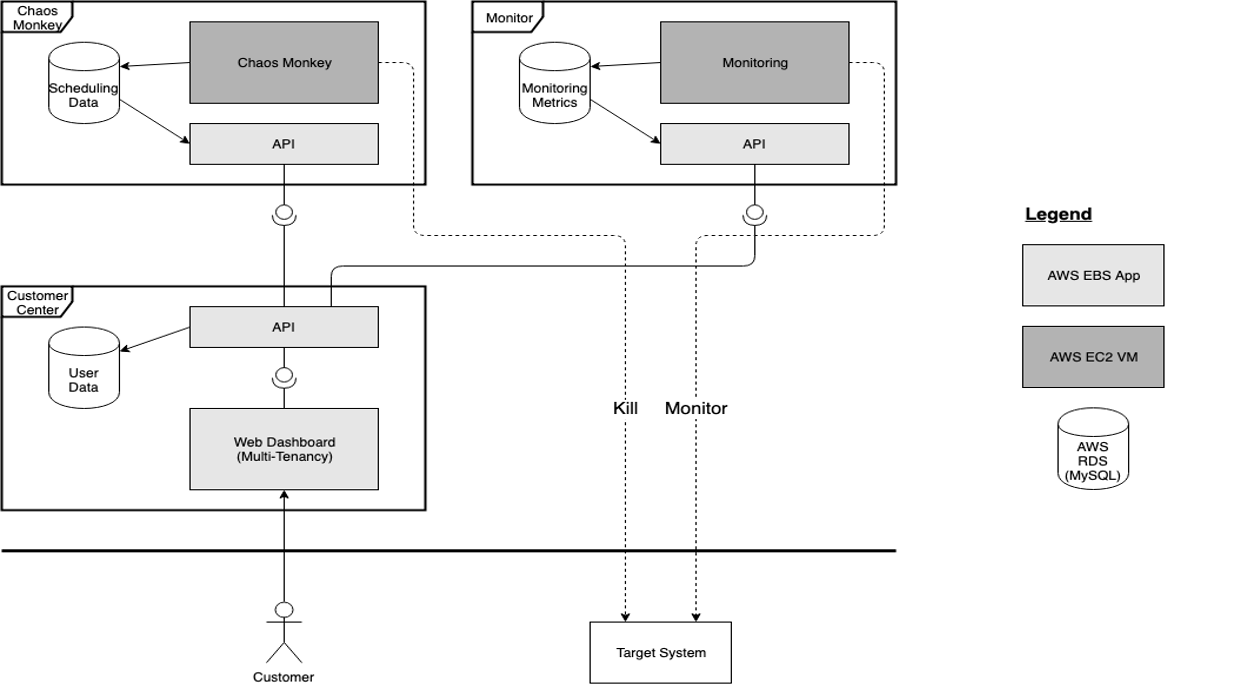 Chaos
Monkey
Chaos Monkey
Scheduling
Data
API
Monitor
Monitoring
Monitoring
Metrics
API
Legend
AWS EBS App
AWS EC2 VM
AWS
RDS
(MySQL)
Customer
Center
API
User
Data
Web Dashboard
(Multi-Tenancy)
Kill
Monitor
Customer
Target System